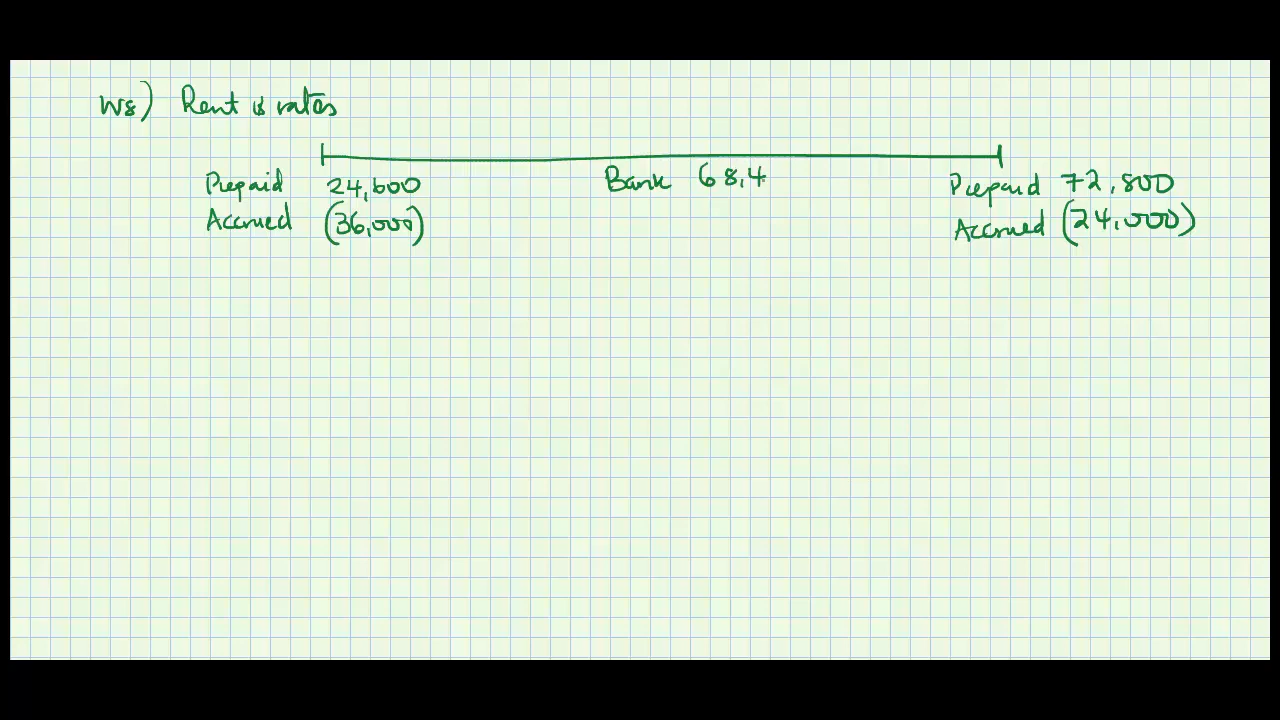 W8) Rent & rates
Prepaid 24,600 Bank 68,4 Prepaid 72,800
Accrued (36,000) Accrued (24,000)